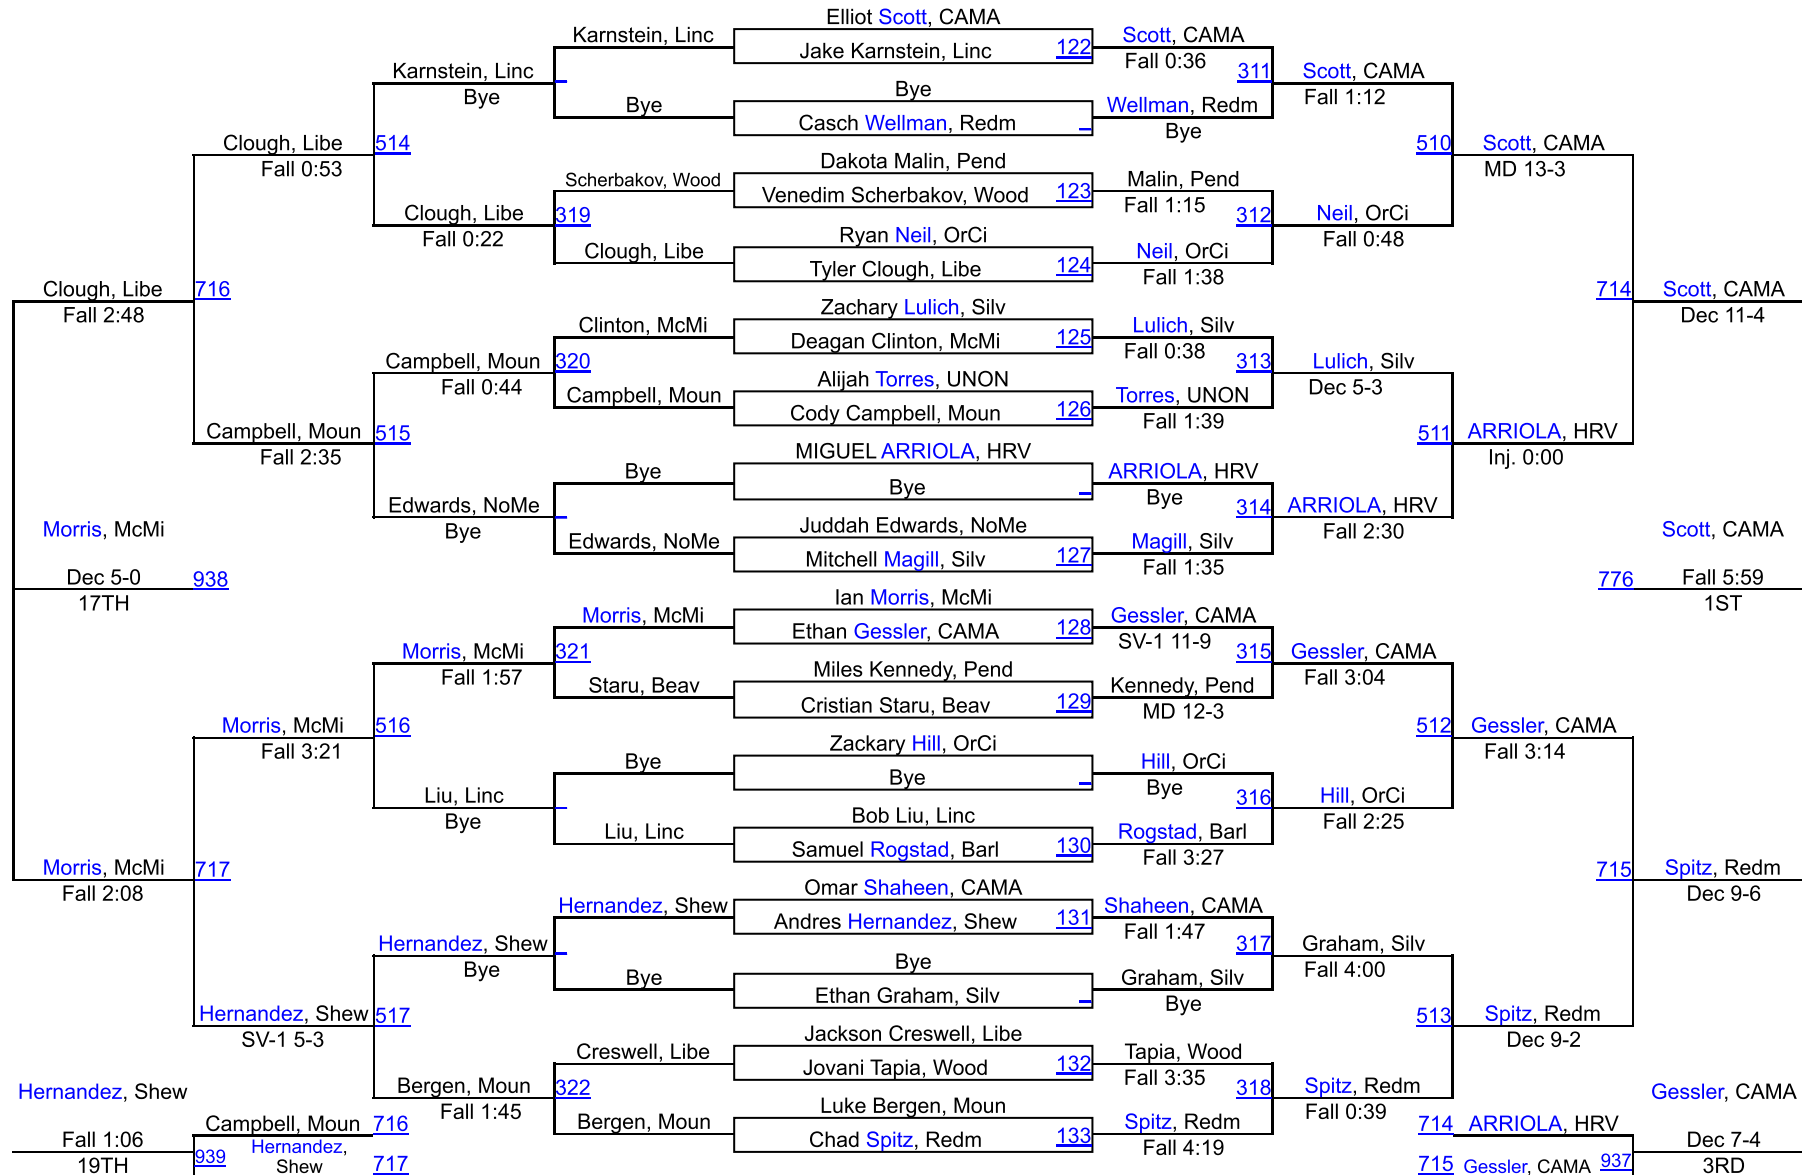 Elliot Scott, CAMA
Karnstein, Linc
Jake Karnstein, Linc
122
Scott, CAMA
Fall 0:36
Karnstein, Linc
Bye
311
Scott, CAMA
Fall 1:12
Bye
Bye
Casch Wellman, Redm
Wellman, Redm
Bye
Clough, Libe
Fall 0:53
514
510
Scott, CAMA
MD 13-3
Dakota Malin, Pend
Scherbakov, Wood
Venedim Scherbakov, Wood
123
Malin, Pend
Fall 1:15
Clough, Libe
Fall 0:22
319
312
Neil, OrCi
Fall 0:48
Ryan Neil, OrCi
Clough, Libe
Tyler Clough, Libe
124
Neil, OrCi
Fall 1:38
Clough, Libe
Fall 2:48
716
714
Scott, CAMA
Dec 11-4
Zachary Lulich, Silv
Clinton, McMi
Deagan Clinton, McMi
125
Lulich, Silv
Fall 0:38
Campbell, Moun
Fall 0:44
320
313
Lulich, Silv
Dec 5-3
Alijah Torres, UNON
Campbell, Moun
Cody Campbell, Moun
126
Torres, UNON
Fall 1:39
Campbell, Moun
Fall 2:35
515
511
ARRIOLA, HRV
Inj. 0:00
MIGUEL ARRIOLA, HRV
Bye
Bye
ARRIOLA, HRV
Bye
Edwards, NoMe
Bye
314
ARRIOLA, HRV
Fall 2:30
Juddah Edwards, NoMe
Edwards, NoMe
Mitchell Magill, Silv
127
Magill, Silv
Fall 1:35
Morris, McMi
Dec 5-0
938
17TH
Scott, CAMA
776
Fall 5:59
1ST
Ian Morris, McMi
Morris, McMi
Ethan Gessler, CAMA
128
Gessler, CAMA
SV-1 11-9
Morris, McMi
Fall 1:57
321
315
Gessler, CAMA
Fall 3:04
Miles Kennedy, Pend
Staru, Beav
Cristian Staru, Beav
129
Kennedy, Pend
MD 12-3
Morris, McMi
Fall 3:21
516
512
Gessler, CAMA
Fall 3:14
Zackary Hill, OrCi
Bye
Bye
Hill, OrCi
Bye
Liu, Linc
Bye
316
Hill, OrCi
Fall 2:25
Bob Liu, Linc
Liu, Linc
Samuel Rogstad, Barl
130
Rogstad, Barl
Fall 3:27
Morris, McMi
Fall 2:08
717
715
Spitz, Redm
Dec 9-6
Omar Shaheen, CAMA
Hernandez, Shew
Andres Hernandez, Shew
131
Shaheen, CAMA
Fall 1:47
Hernandez, Shew
Bye
317
Graham, Silv
Fall 4:00
Bye
Bye
Ethan Graham, Silv
Graham, Silv
Bye
Hernandez, Shew
SV-1 5-3
517
513
Spitz, Redm
Dec 9-2
Jackson Creswell, Libe
Creswell, Libe
Jovani Tapia, Wood
132
Tapia, Wood
Fall 3:35
Bergen, Moun
Fall 1:45
322
318
Spitz, Redm
Fall 0:39
Luke Bergen, Moun
Bergen, Moun
Chad Spitz, Redm
133
Spitz, Redm
Fall 4:19
Hernandez, Shew
Fall 1:06
19TH
Campbell, Moun
716
939
Hernandez,
Shew
717
Gessler, CAMA
714
ARRIOLA, HRV
Dec 7-4
3RD
715
Gessler, CAMA
937